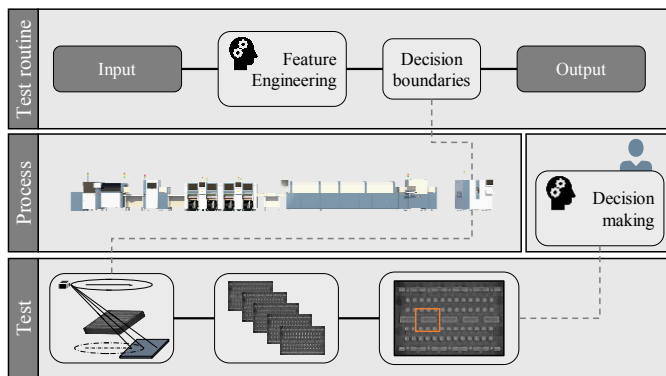 Test routine
Input
Feature
Engineering
Decision
boundaries
Output
Process
Decision
making
Test